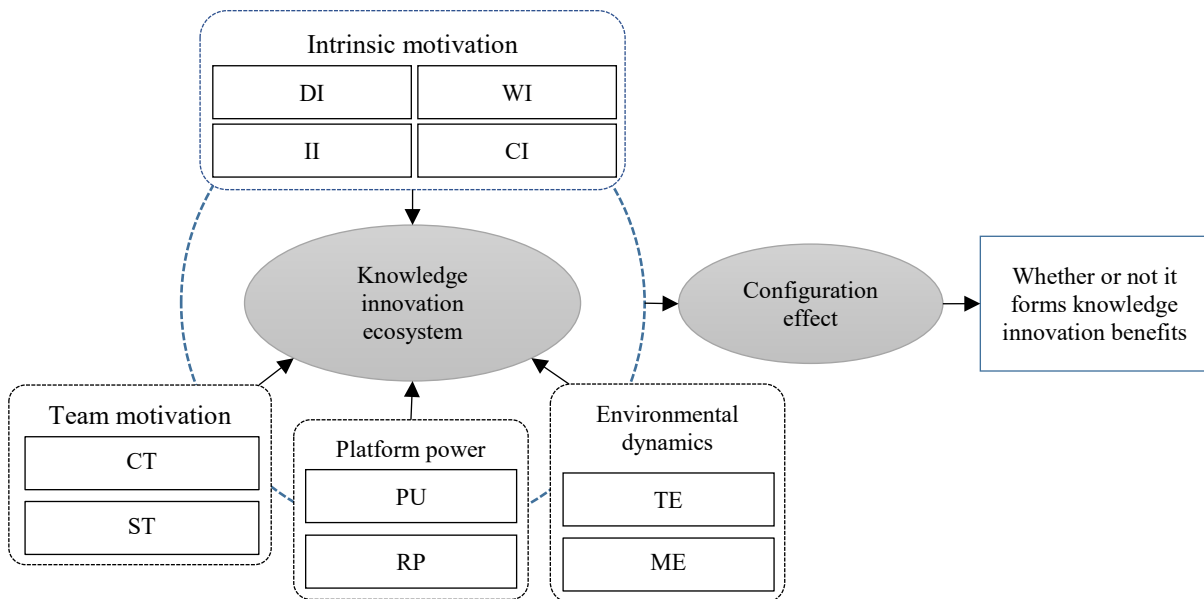 Intrinsic motivation
DI
WI
II
CI
Knowledge
innovation
ecosystem
Configuration
effect
Whether or not it
forms knowledge
innovation benefits
Team motivation
CT
ST
Platform power
PU
RP
Environmental
dynamics
TE
ME